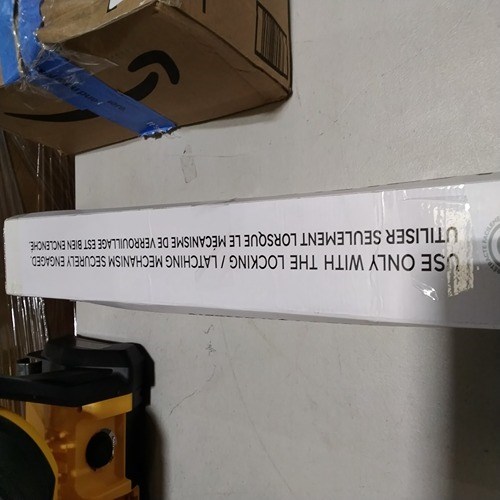 USE ONLY WITH THE LOCKING / LATCHING MECHANISM SECURELY ENGAGED.
UTILISER SEULEMENT LORSQUE LE MÉCANISME DE VERROUILLAGE EST BIEN ENCLENCHÉ